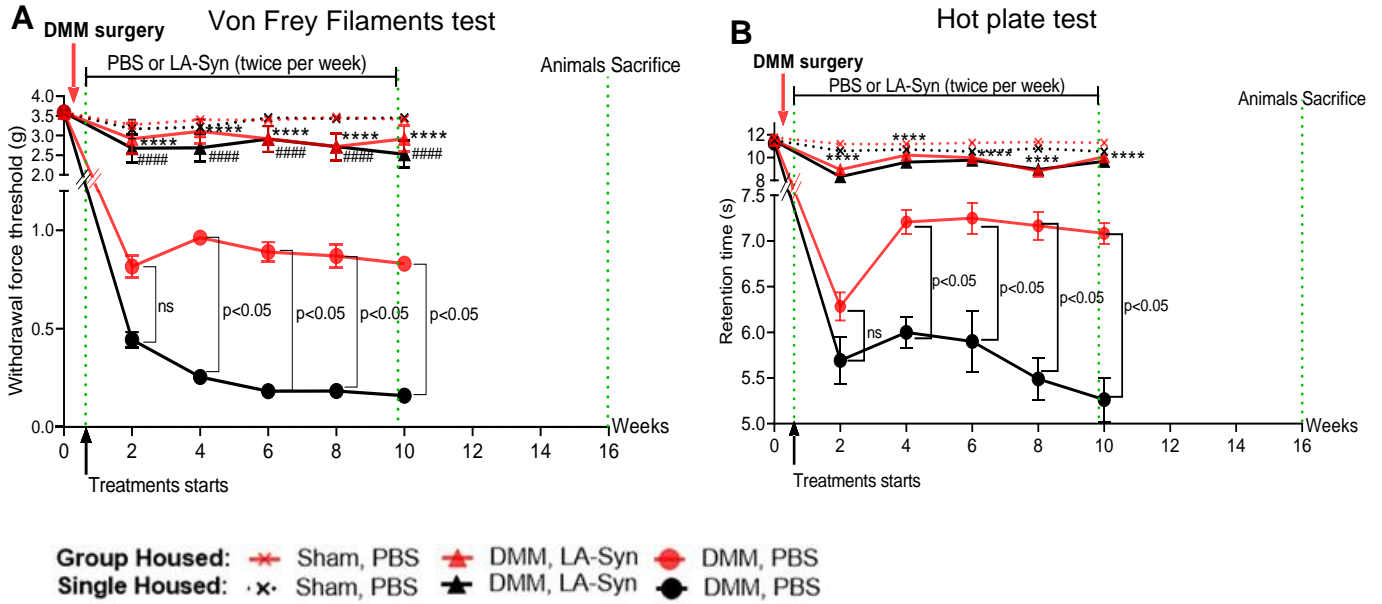 A
Von Frey Filaments test
DMM surgery
PBS or LA-Syn (twice per week)
Animals Sacrifice
Withdrawal force threshold (g)
4.0
3.5
3.0
2.5
2.0
1.0
0.5
0.0
**** **** **** **** ****
#### #### #### #### ####
ns
p<0.05
p<0.05
p<0.05
p<0.05
0 2 4 6 8 10 12 14 16
Weeks
Treatments starts
B
Hot plate test
DMM surgery
PBS or LA-Syn (twice per week)
Animals Sacrifice
Retention time (s)
12
10
8
7.5
7.0
6.5
6.0
5.5
5.0
**** **** **** **** ****
ns
p<0.05
p<0.05
p<0.05
p<0.05
0 2 4 6 8 10 12 14 16
Weeks
Treatments starts
Group Housed: Sham, PBS DMM, LA-Syn DMM, PBS
Single Housed: Sham, PBS DMM, LA-Syn DMM, PBS